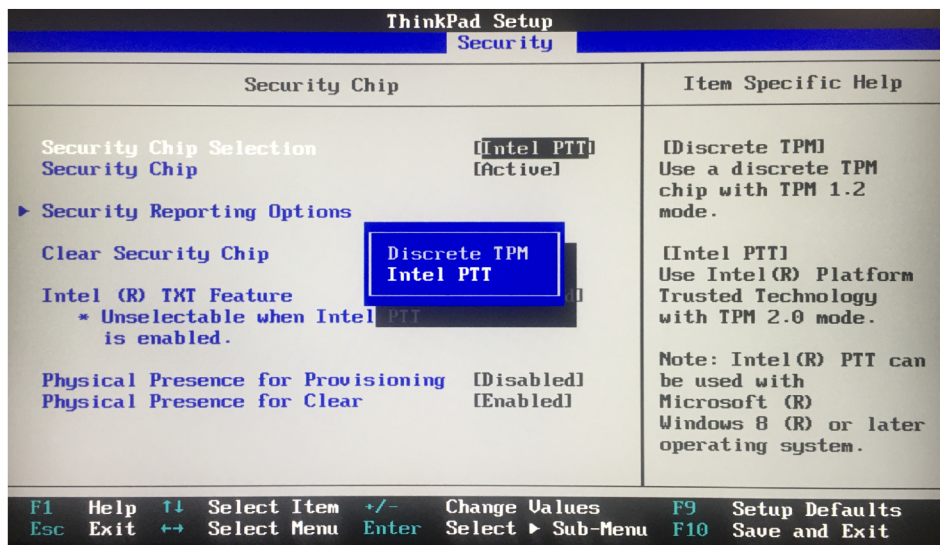 ThinkPad Setup
Security
Security Chip
Item Specific Help
Security Chip Selection [Intel PTT]
Security Chip [Active]
Security Reporting Options
Clear Security Chip
Intel (R) TXT Feature
* Unselectable when Intel PTT
is enabled.
Physical Presence for Provisioning [Disabled]
Physical Presence for Clear [Enabled]
Discrete TPM
Intel PTT
[Discrete TPM]
Use a discrete TPM
chip with TPM 1.2
mode.
[Intel PTT]
Use Intel(R) Platform
Trusted Technology
with TPM 2.0 mode.
Note: Intel(R) PTT can
be used with
Microsoft (R)
Windows 8 (R) or later
operating system.
F1 Help ↑↓ Select Item +/- Change Values F9 Setup Defaults
Esc Exit ←→ Select Menu Enter Select ▶ Sub-Menu F10 Save and Exit